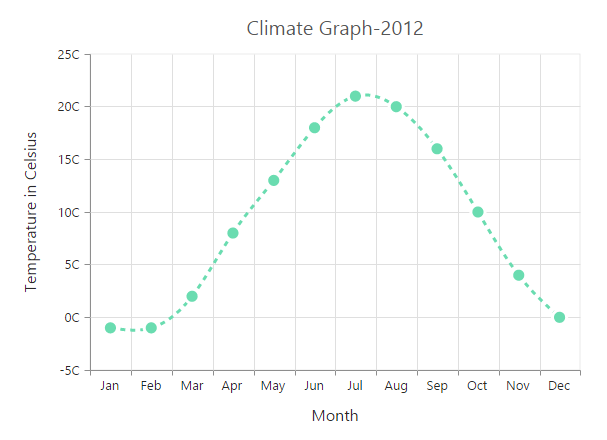 Climate Graph-2012
25C
20C
15C
10C
5C
0C
-5C
Temperature in Celsius
Jan Feb Mar Apr May Jun Jul Aug Sep Oct Nov Dec
Month